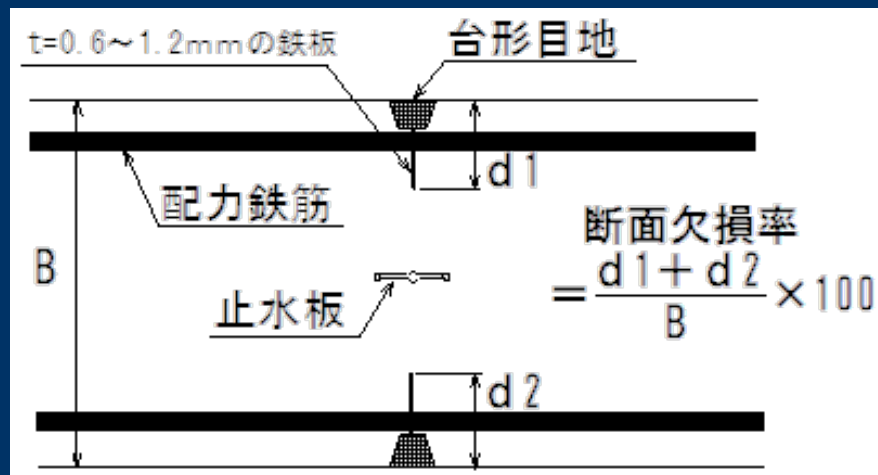 t=0.6～1.2mmの鉄板
台形目地
d1
配力鉄筋
B
断面欠損率
= d1+d2 / B ×100
止水板
d2